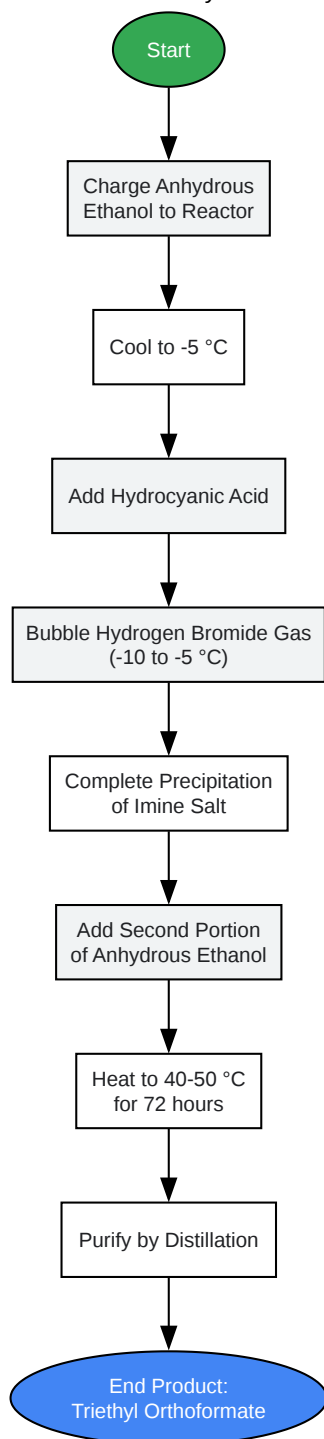 Start
Charge Anhydrous
Ethanol to Reactor
Cool to -5 °C
Add Hydrocyanic Acid
Bubble Hydrogen Bromide Gas
(-10 to -5 °C)
Complete Precipitation
of Imine Salt
Add Second Portion
of Anhydrous Ethanol
Heat to 40-50 °C
for 72 hours
Purify by Distillation
End Product:
Triethyl Orthoformate